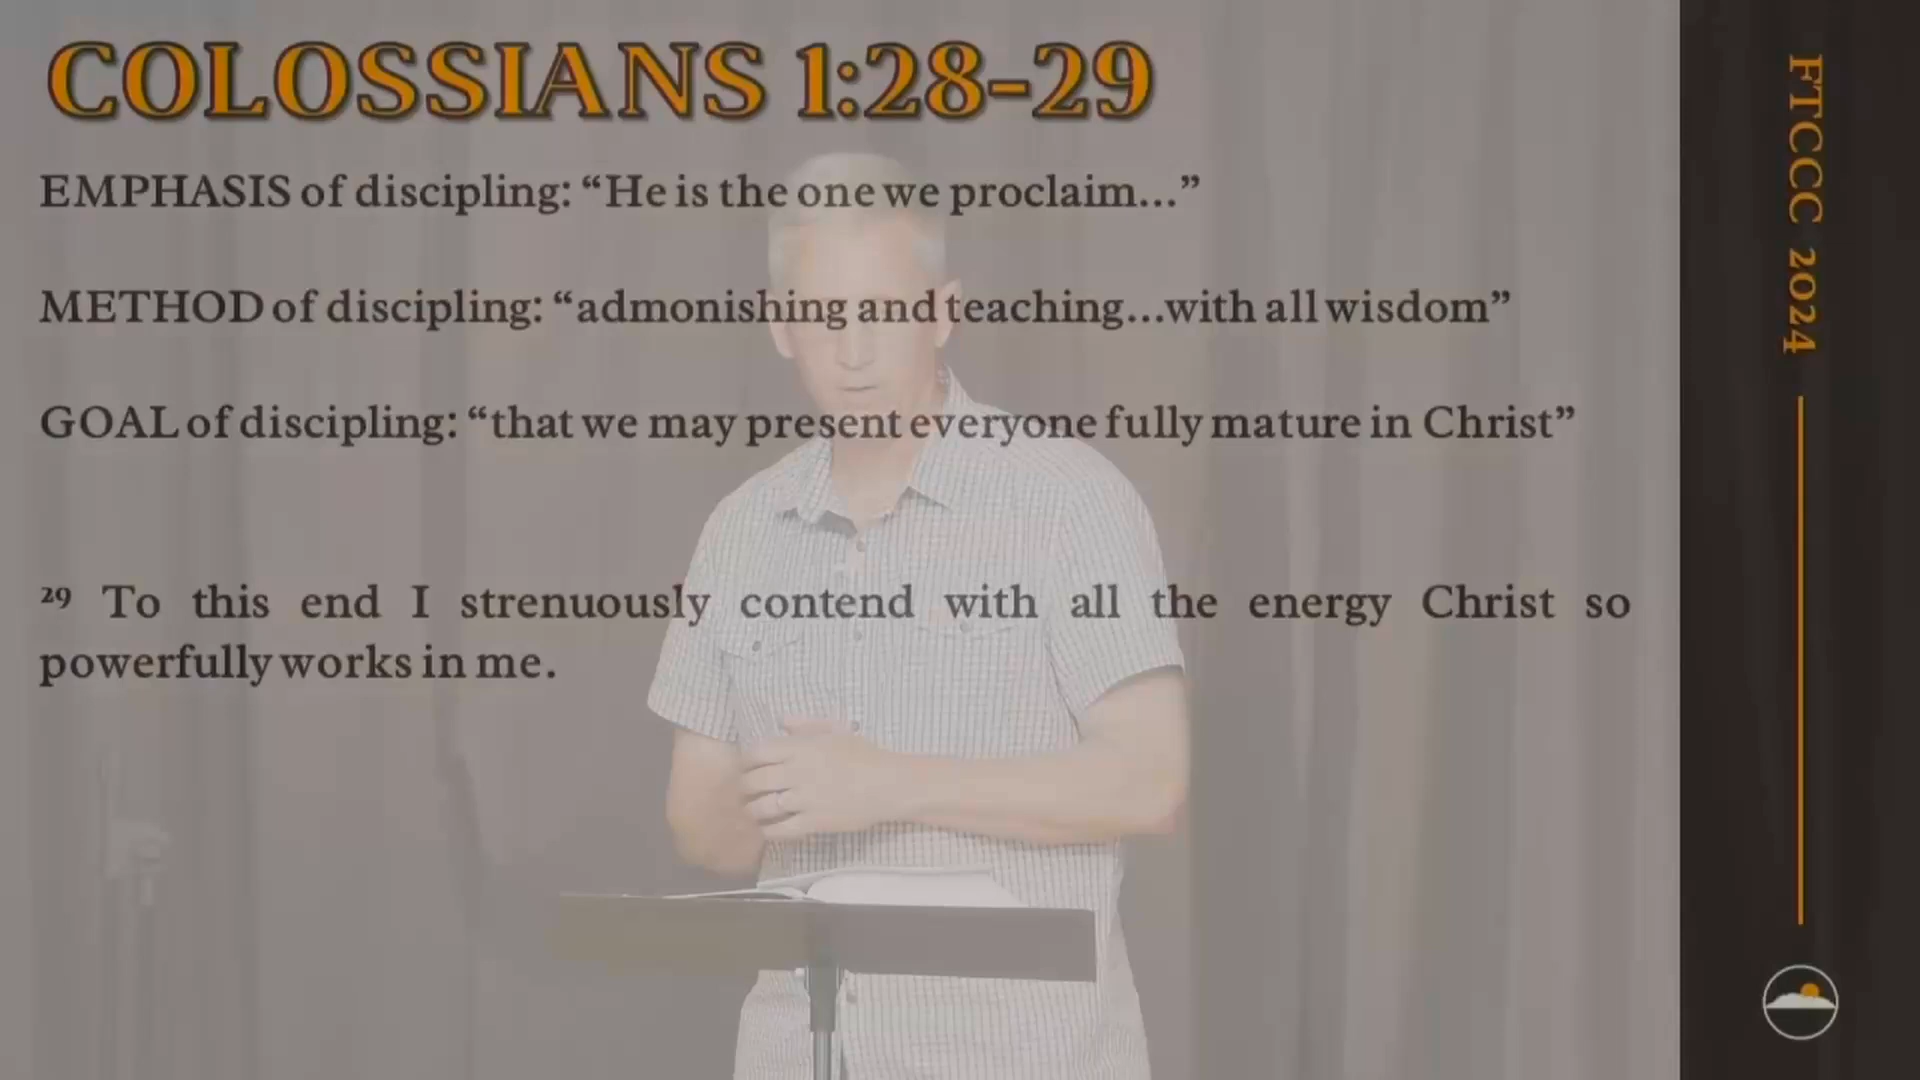 COLOSSIANS 1:28-29
EMPHASIS of discipling: “He is the one we proclaim...”
METHOD of discipling: “admonishing and teaching...with all wisdom”
GOAL of discipling: “that we may present everyone fully mature in Christ”
29 To this end I strenuously contend with all the energy Christ so
powerfully works in me.
FTCCC 2024